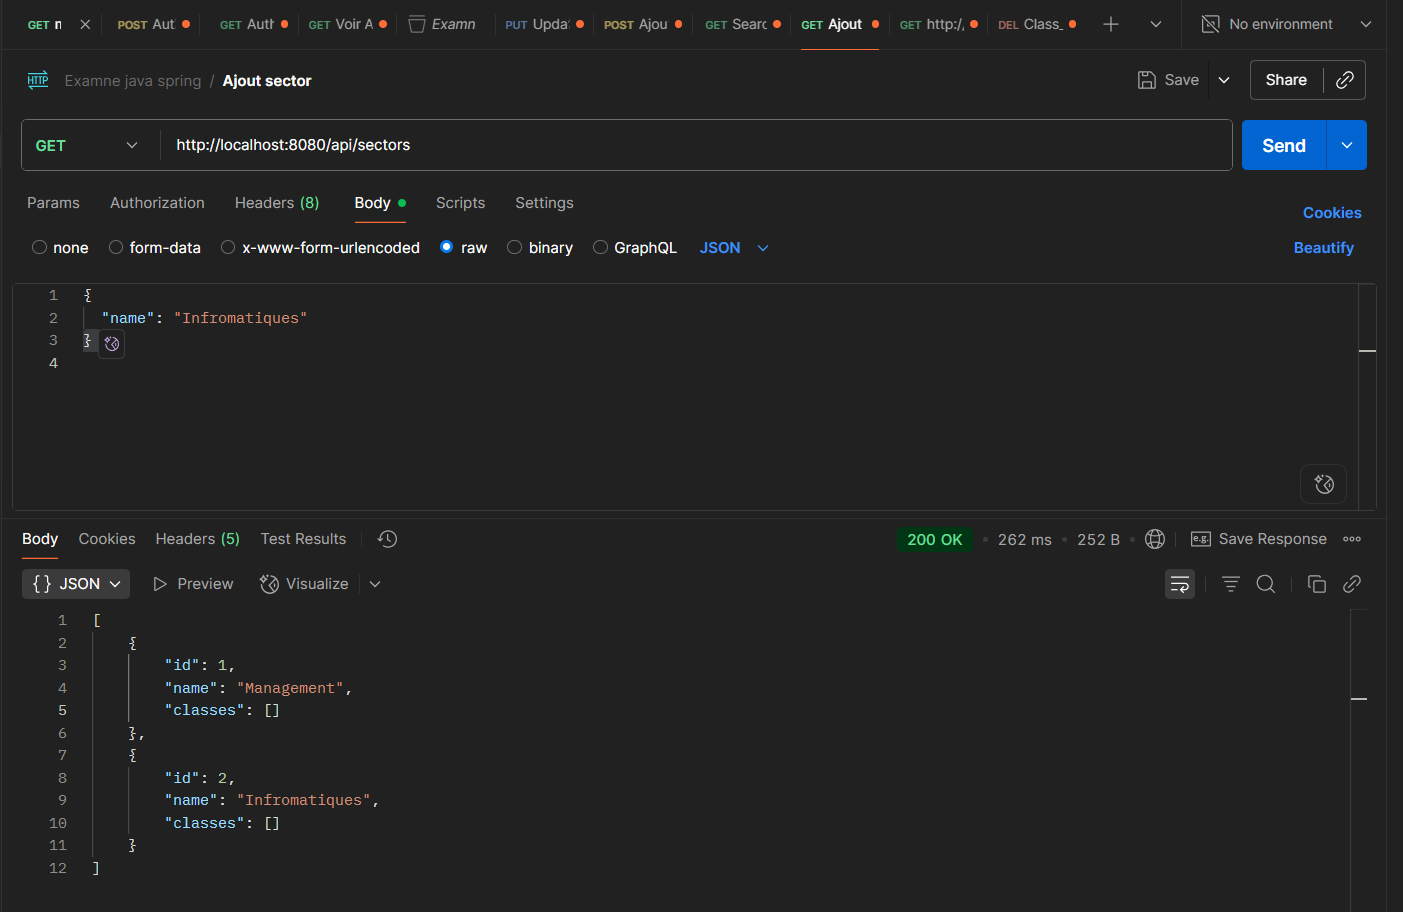 GET n POST Aut GET Auth GET Voir A Examn PUT Upda POST Ajou GET Searc GET Ajout GET http:/, DEL Class_ No environment
HTTP Examne java spring / Ajout sector Save Share
GET http://localhost:8080/api/sectors Send
Params Authorization Headers (8) Body Scripts Settings Cookies
none form-data x-www-form-urlencoded raw binary GraphQL JSON Beautify
1 {
2 "name": "Infromatiques"
3 }
4
Body Cookies Headers (5) Test Results 200 OK 262 ms 252 B e.g. Save Response
{} JSON Preview Visualize
1 [
2 {
3 "id": 1,
4 "name": "Management",
5 "classes": []
6 },
7 {
8 "id": 2,
9 "name": "Infromatiques",
10 "classes": []
11 }
12 ]